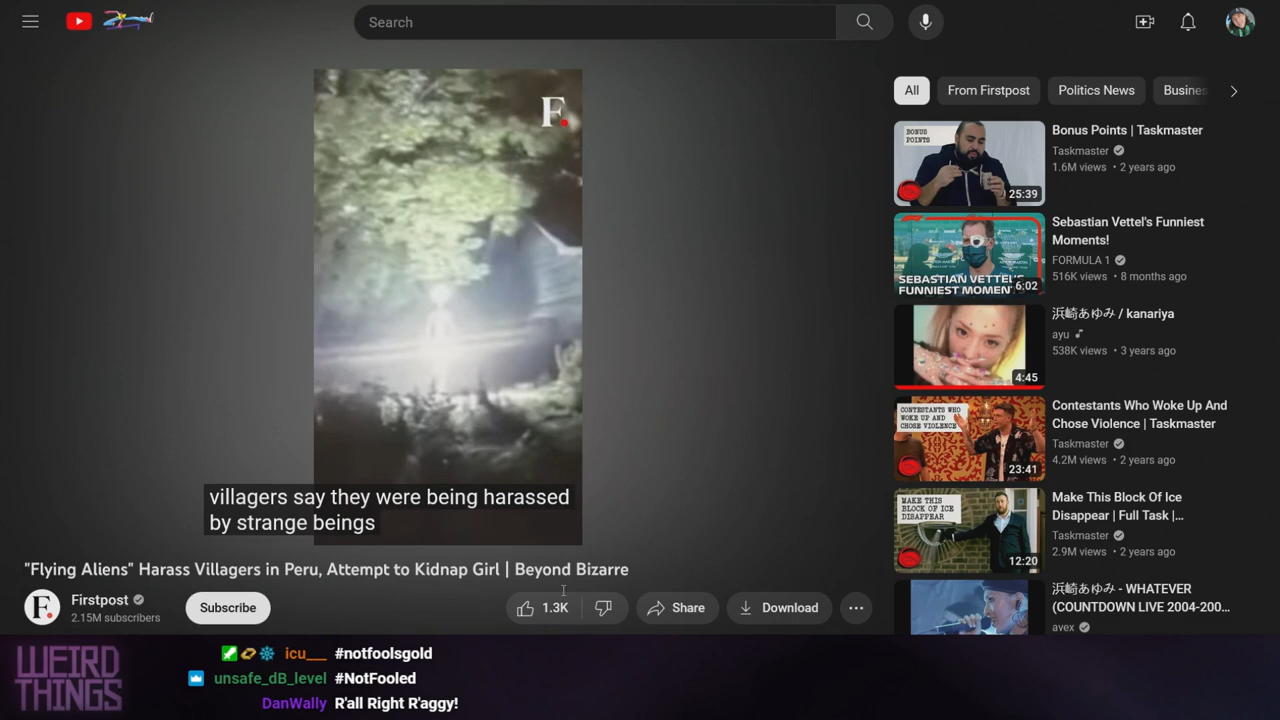 Search
F.
villagers say they were being harassed
by strange beings
"Flying Aliens" Harass Villagers in Peru, Attempt to Kidnap Girl | Beyond Bizarre
F.
Firstpost
2.15M subscribers
Subscribe
1.3K
Share
Download
All
From Firstpost
Politics News
Busines
BONUS
POINTS
25:39
Bonus Points | Taskmaster
Taskmaster
1.6M views • 2 years ago
SEBASTIAN VETTEL'S
FUNNIEST MOMEN
6:02
Sebastian Vettel's Funniest
Moments!
FORMULA 1
516K views • 8 months ago
4:45
浜崎あゆみ / kanariya
ayu
538K views • 3 years ago
CONTESTANTS WHO
WOKE UP AND
CHOSE VIOLENCE
23:41
Contestants Who Woke Up And
Chose Violence | Taskmaster
Taskmaster
4.2M views • 2 years ago
MAKE THIS
BLOCK OF ICE
DISAPPEAR
12:20
Make This Block Of Ice
Disappear | Full Task |...
Taskmaster
2.9M views • 2 years ago
浜崎あゆみ - WHATEVER
(COUNTDOWN LIVE 2004-200...
avex
WEIRD
THINGS
icu___ #notfoolsgold
unsafe_dB_level #NotFooled
DanWally R'all Right R'aggy!